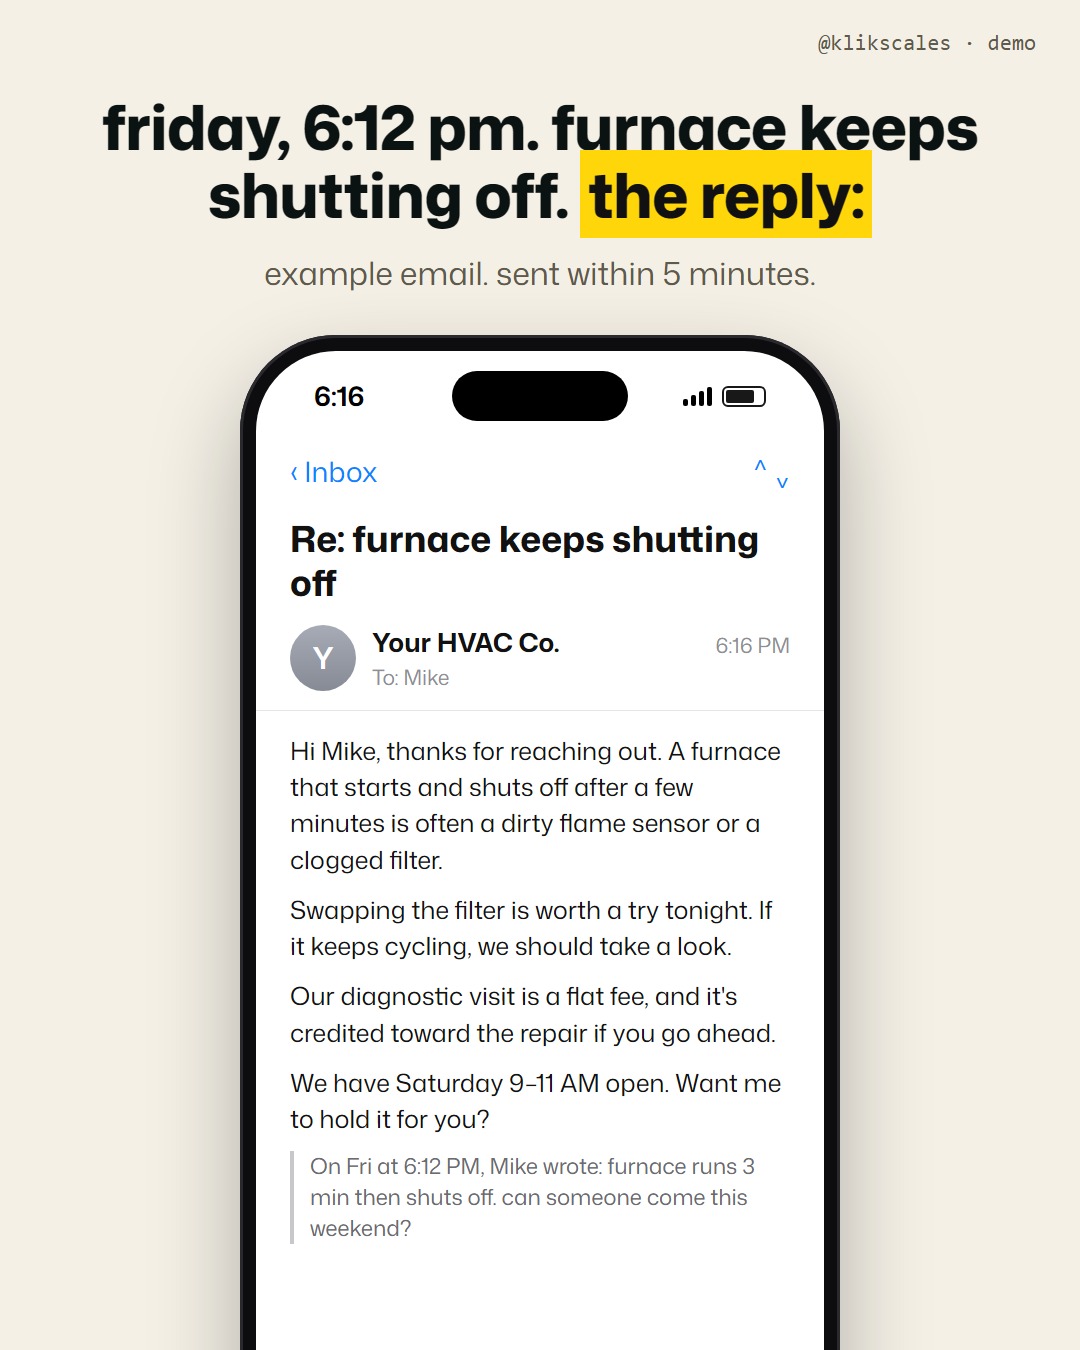 @klikscales · demo
friday, 6:12 pm. furnace keeps
shutting off. the reply:
example email. sent within 5 minutes.
6:16
‹ Inbox
Re: furnace keeps shutting
off
Y
Your HVAC Co.
6:16 PM
To: Mike
Hi Mike, thanks for reaching out. A furnace
that starts and shuts off after a few
minutes is often a dirty flame sensor or a
clogged filter.
Swapping the filter is worth a try tonight. If
it keeps cycling, we should take a look.
Our diagnostic visit is a flat fee, and it's
credited toward the repair if you go ahead.
We have Saturday 9–11 AM open. Want me
to hold it for you?
On Fri at 6:12 PM, Mike wrote: furnace runs 3
min then shuts off. can someone come this
weekend?